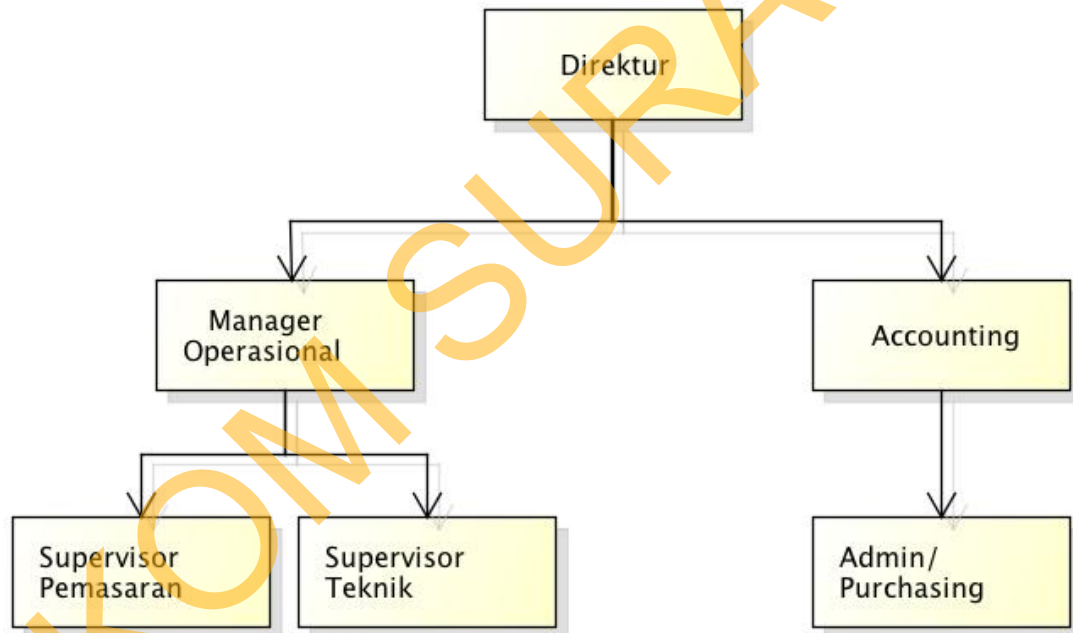 Direktur
Manager
Operasional
Accounting
Supervisor
Pemasaran
Supervisor
Teknik
Admin/
Purchasing
KOM SURA